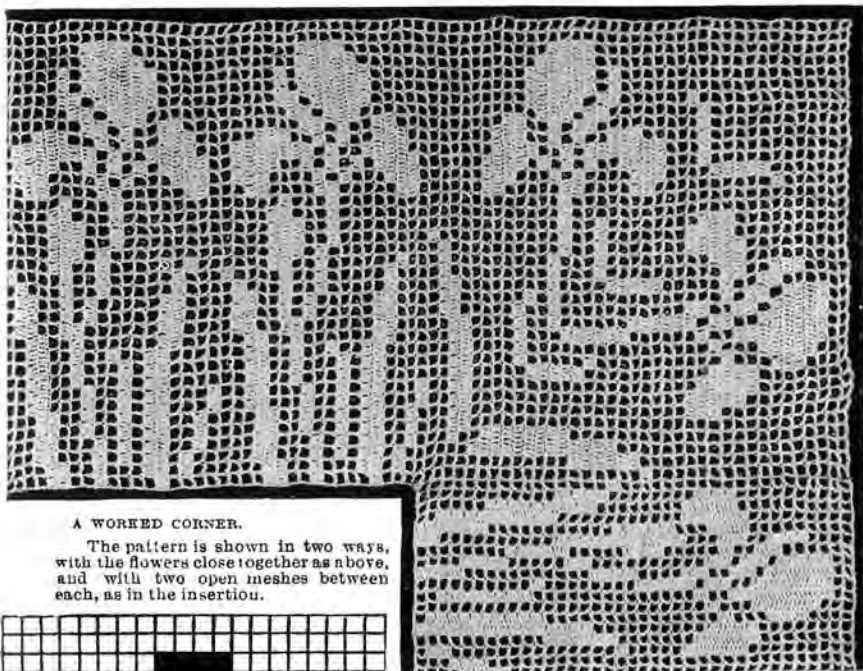 A WORKED CORNER.
The pattern is shown in two ways,
with the flowers close together as above,
and with two open meshes between
each, as in the insertion.